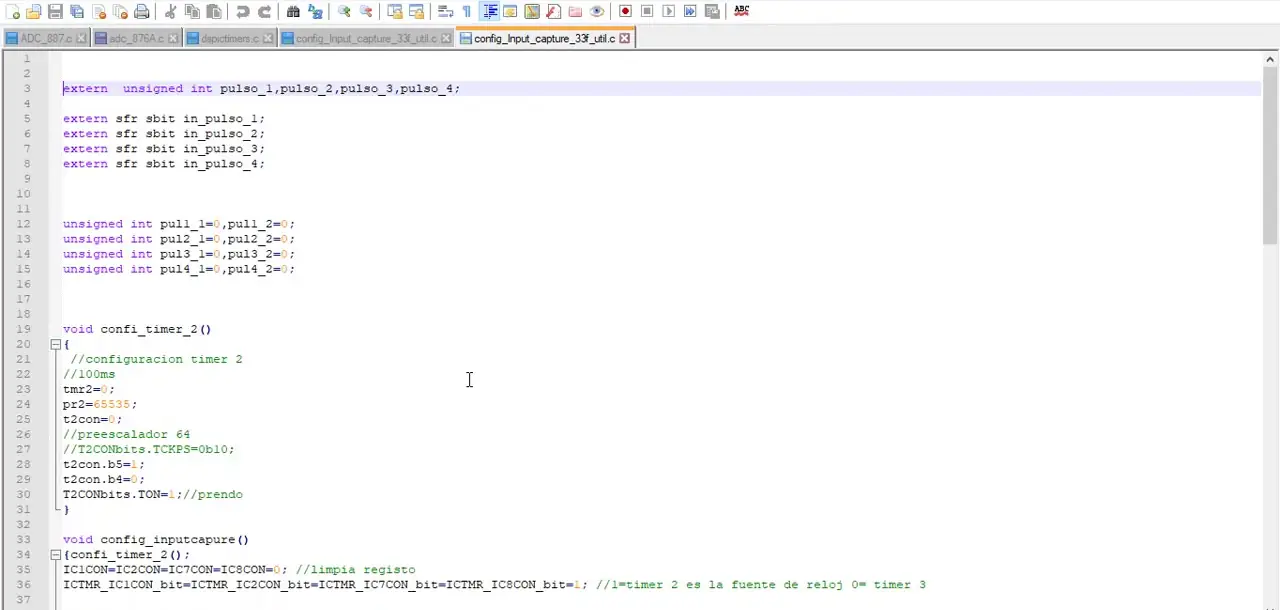 ABC
ADC_887.c adc_876A.c dspictimers.c config_Input_capture_33f_util.c config_Input_capture_33f_util.c
1
2
3 extern  unsigned int pulso_1,pulso_2,pulso_3,pulso_4;
4
5 extern sfr sbit in_pulso_1;
6 extern sfr sbit in_pulso_2;
7 extern sfr sbit in_pulso_3;
8 extern sfr sbit in_pulso_4;
9
10
11
12 unsigned int pul1_1=0,pul1_2=0;
13 unsigned int pul2_1=0,pul2_2=0;
14 unsigned int pul3_1=0,pul3_2=0;
15 unsigned int pul4_1=0,pul4_2=0;
16
17
18
19 void confi_timer_2()
20 {
21 //configuracion timer 2
22 //100ms
23 tmr2=0;
24 pr2=65535;
25 t2con=0;
26 //preescalador 64
27 //T2CONbits.TCKPS=0b10;
28 t2con.b5=1;
29 t2con.b4=0;
30 T2CONbits.TON=1;//prendo
31 }
32
33 void config_inputcapure()
34 {confi_timer_2();
35 IC1CON=IC2CON=IC7CON=IC8CON=0; //limpia registo
36 ICTMR_IC1CON_bit=ICTMR_IC2CON_bit=ICTMR_IC7CON_bit=ICTMR_IC8CON_bit=1; //1=timer 2 es la fuente de reloj 0= timer 3
37